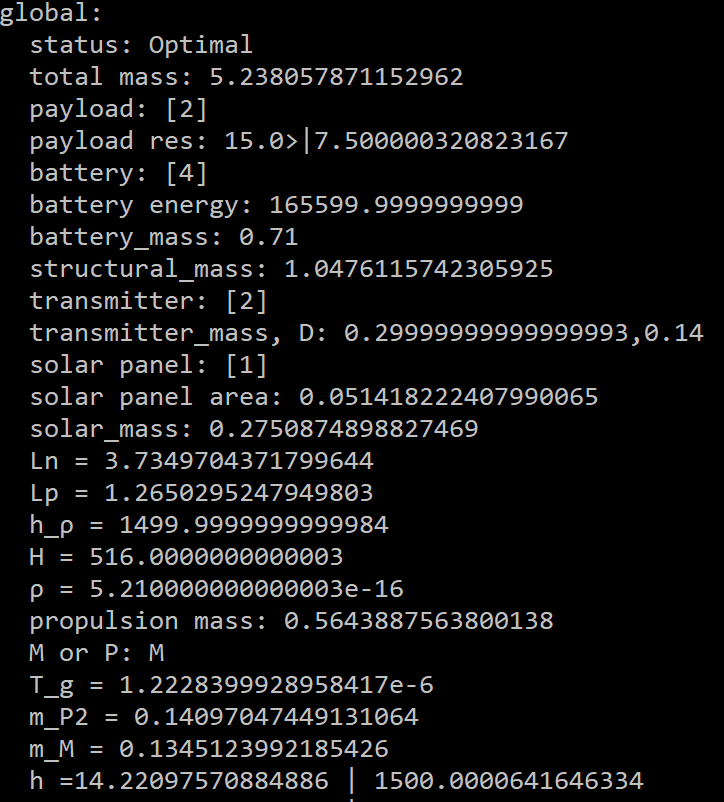 global:
status: Optimal
total mass: 5.238057871152962
payload: [2]
payload res: 15.0>|7.500000320823167
battery: [4]
battery energy: 165599.9999999999
battery_mass: 0.71
structural_mass: 1.0476115742305925
transmitter: [2]
transmitter_mass, D: 0.29999999999999993,0.14
solar panel: [1]
solar panel area: 0.051418222407990065
solar_mass: 0.2750874898827469
Ln = 3.7349704371799644
Lp = 1.2650295247949803
h_ρ = 1499.9999999999984
H = 516.0000000000003
ρ = 5.210000000000003e-16
propulsion mass: 0.5643887563800138
M or P: M
T_g = 1.2228399928958417e-6
m_P2 = 0.14097047449131064
m_M = 0.1345123992185426
h =14.22097570884886 | 1500.0000641646334